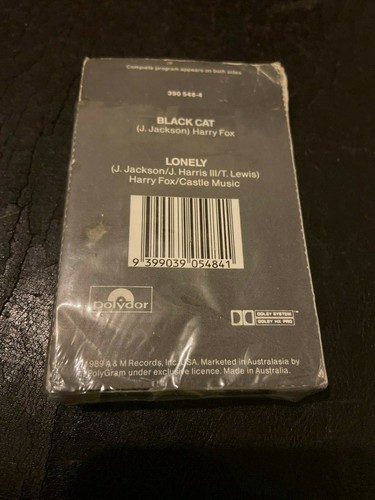 Complete program appears on both sides
390 548-4
BLACK CAT
(J. Jackson) Harry Fox
LONELY
(J. Jackson/J. Harris III/T. Lewis)
Harry Fox/Castle Music
9 399039 054841
Polydor
DOLBY SYSTEM
DOLBY HX PRO
1989 A & M Records, Inc. USA. Marketed in Australasia by
PolyGram under exclusive licence. Made in Australia.